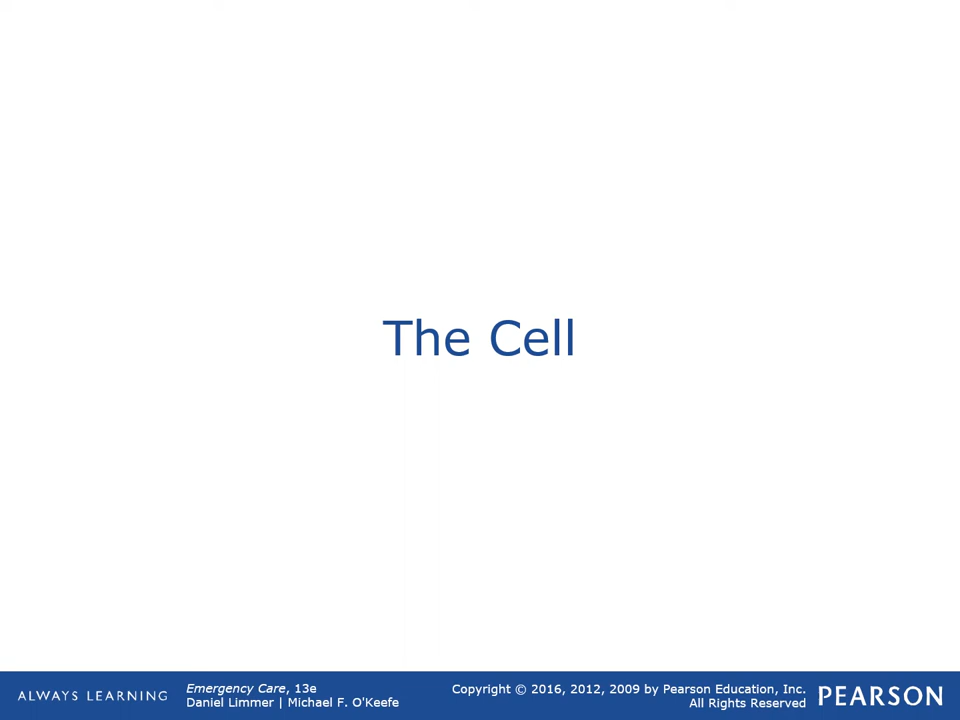 The Cell
ALWAYS LEARNING
Emergency Care, 13e
Daniel Limmer | Michael F. O'Keefe
Copyright © 2016, 2012, 2009 by Pearson Education, Inc.
All Rights Reserved
PEARSON